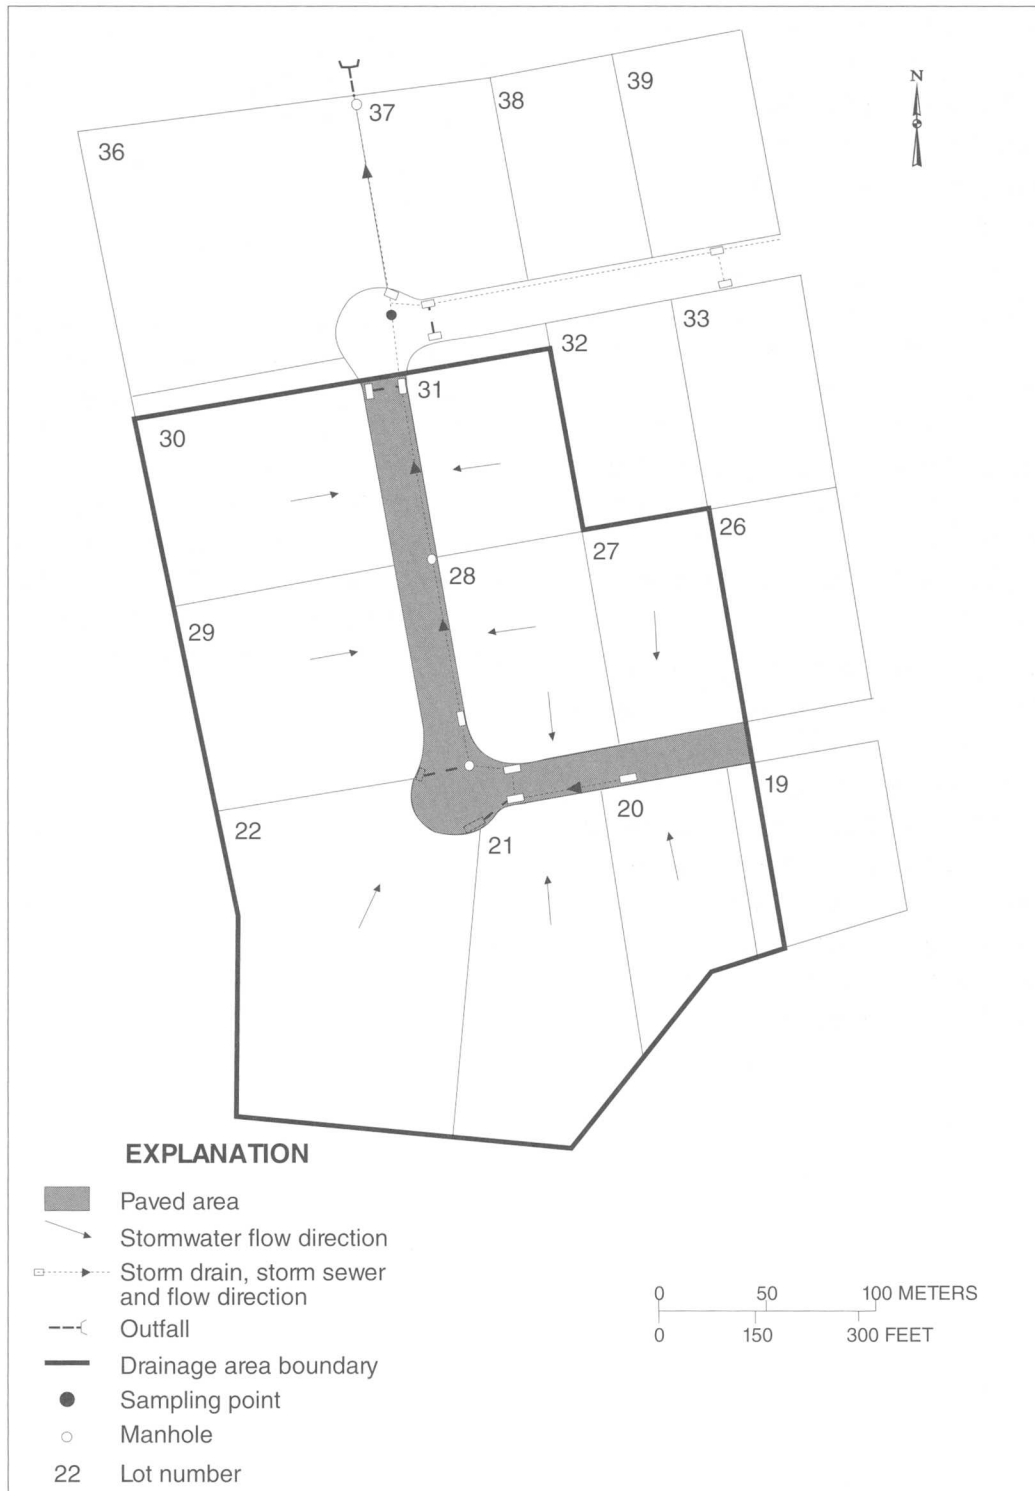 N
39
38
37
36
33
32
31
30
26
27
28
29
19
20
22
21
EXPLANATION
Paved area
Stormwater flow direction
Storm drain, storm sewer
and flow direction
Outfall
Drainage area boundary
Sampling point
Manhole
22 Lot number
0 50 100 METERS
0 150 300 FEET